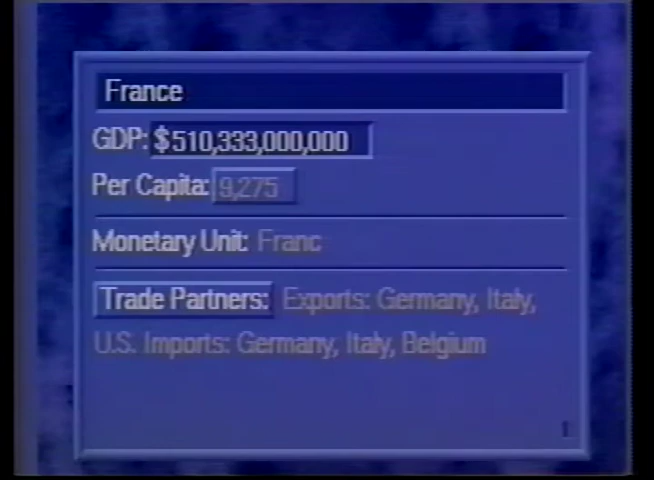 France
GDP: $510,333,000,000
Per Capita: 9,275
Monetary Unit: Franc
Trade Partners: Exports: Germany, Italy,
U.S. Imports: Germany, Italy, Belgium